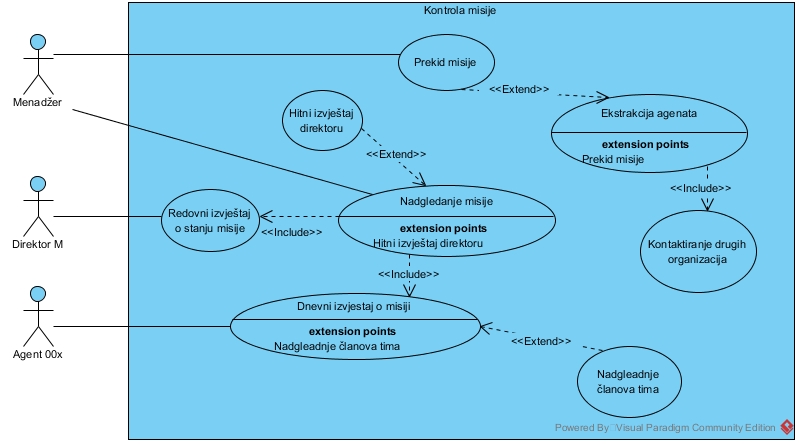 Kontrola misije
Prekid misije
<<Extend>>
Menadžer
Hitni izvještaj
direktoru
Ekstrakcija agenata
extension points
Prekid misije
<<Extend>>
<<Include>>
Nadgledanje misije
extension points
Hitni izvještaj direktoru
Redovni izvještaj
o stanju misije
<<Include>>
Direktor M
Kontaktiranje drugih
organizacija
<<Include>>
Dnevni izvjestaj o misiji
extension points
Nadgleadnje članova tima
Agent 00x
<<Extend>>
Nadgleadnje
članova tima
Powered By Visual Paradigm Community Edition